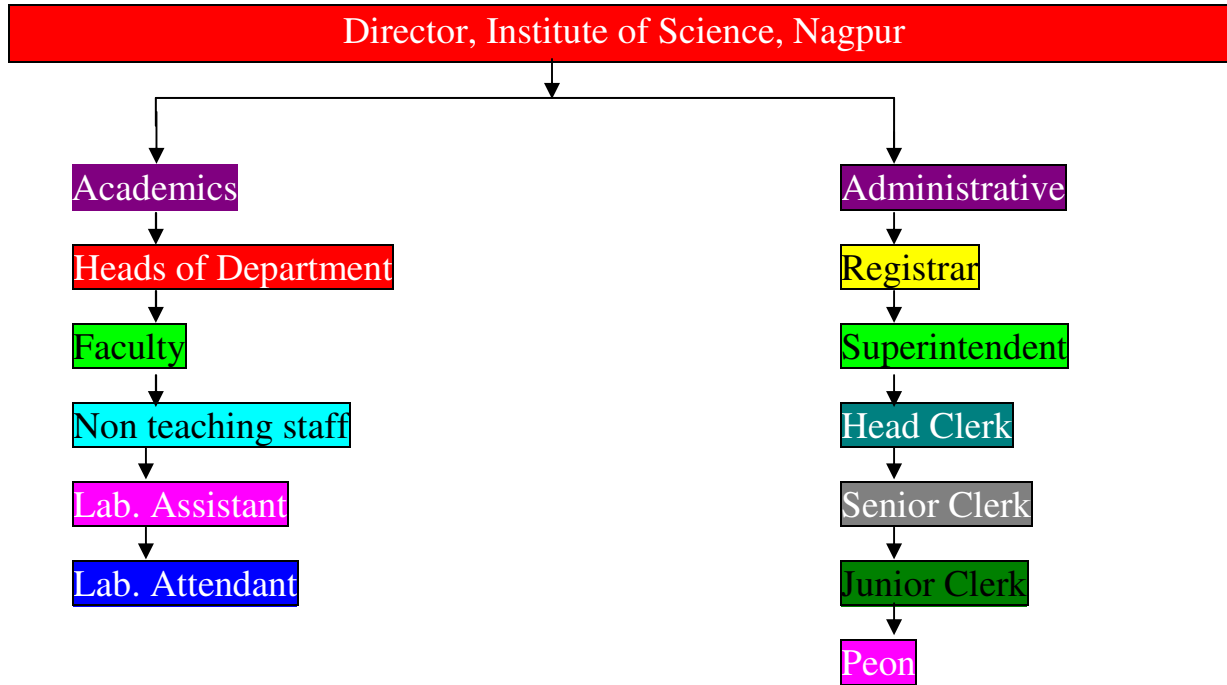 Director, Institute of Science, Nagpur
Academics
Heads of Department
Faculty
Non teaching staff
Lab. Assistant
Lab. Attendant
Administrative
Registrar
Superintendent
Head Clerk
Senior Clerk
Junior Clerk
Peon